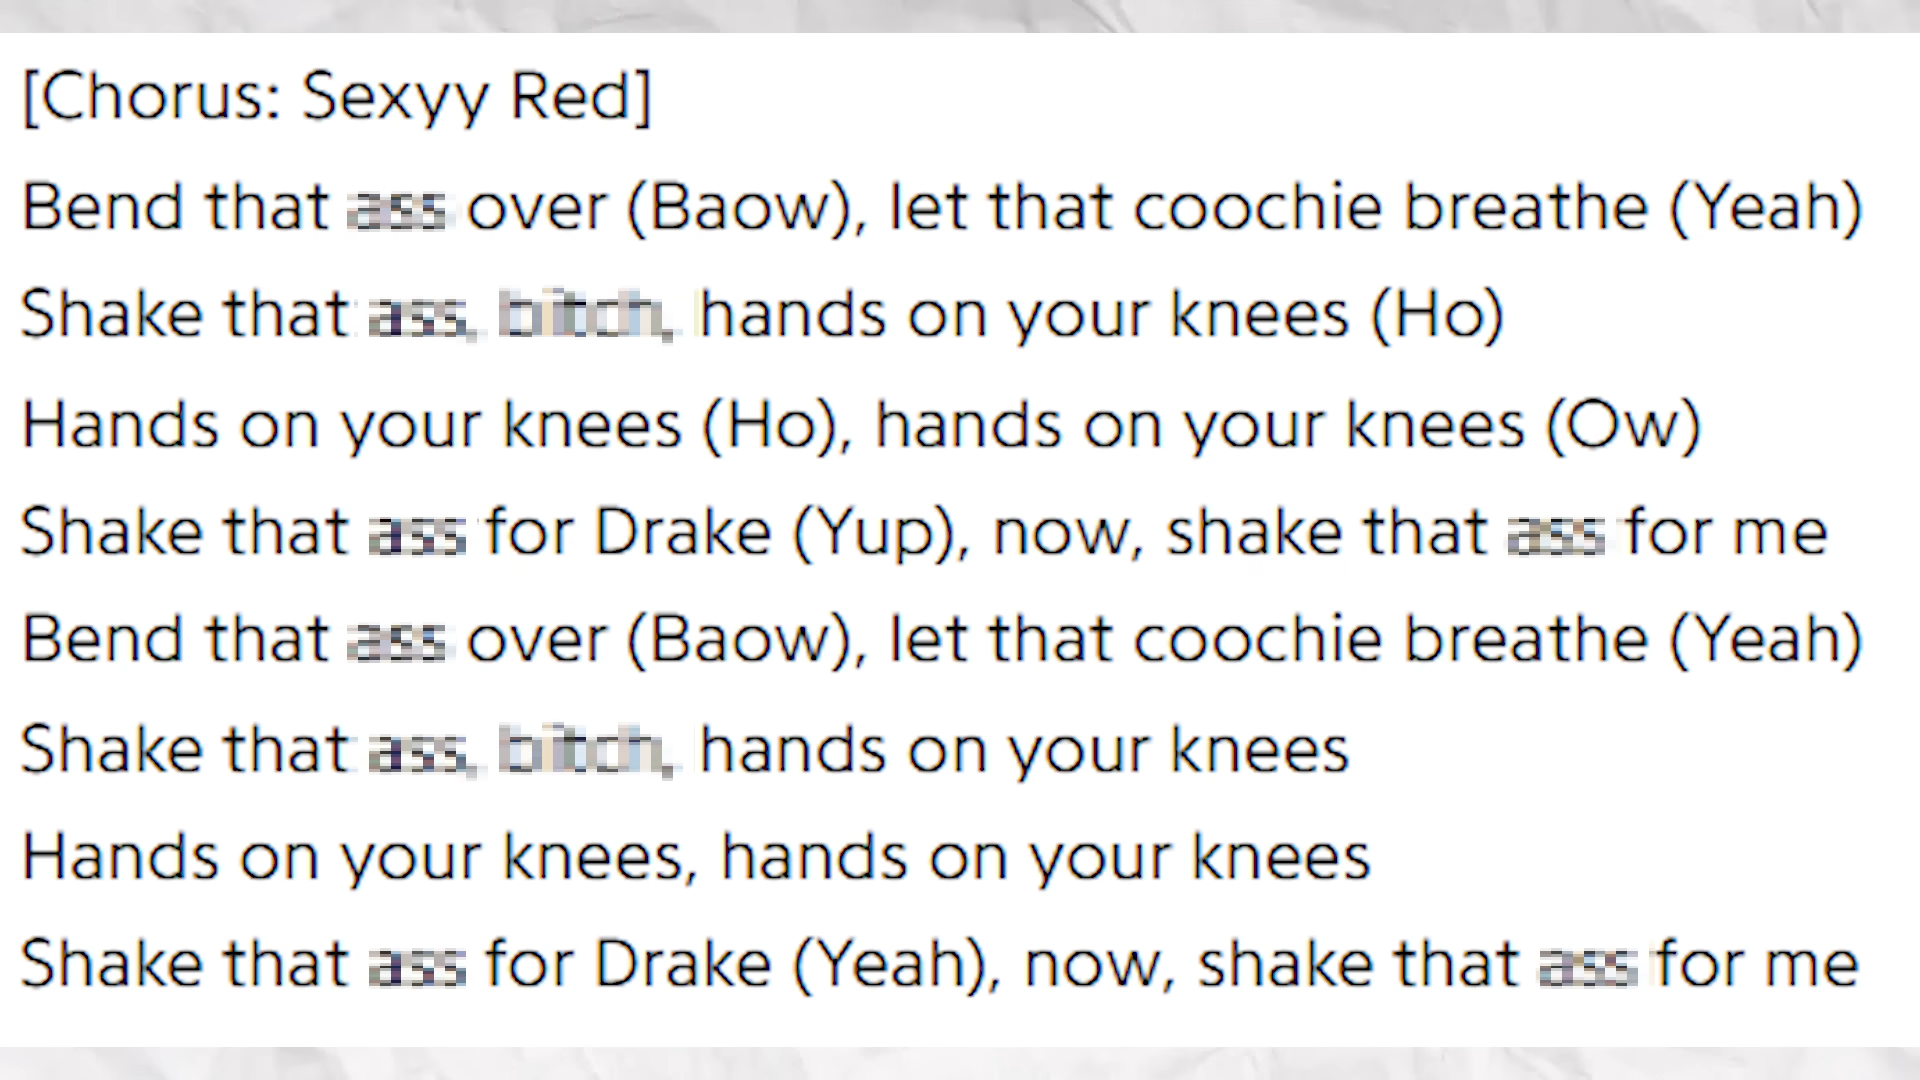 [Chorus: Sexyy Red]
Bend that ass over (Baow), let that coochie breathe (Yeah)
Shake that ass, bitch, hands on your knees (Ho)
Hands on your knees (Ho), hands on your knees (Ow)
Shake that ass for Drake (Yup), now, shake that ass for me
Bend that ass over (Baow), let that coochie breathe (Yeah)
Shake that ass, bitch, hands on your knees
Hands on your knees, hands on your knees
Shake that ass for Drake (Yeah), now, shake that ass for me